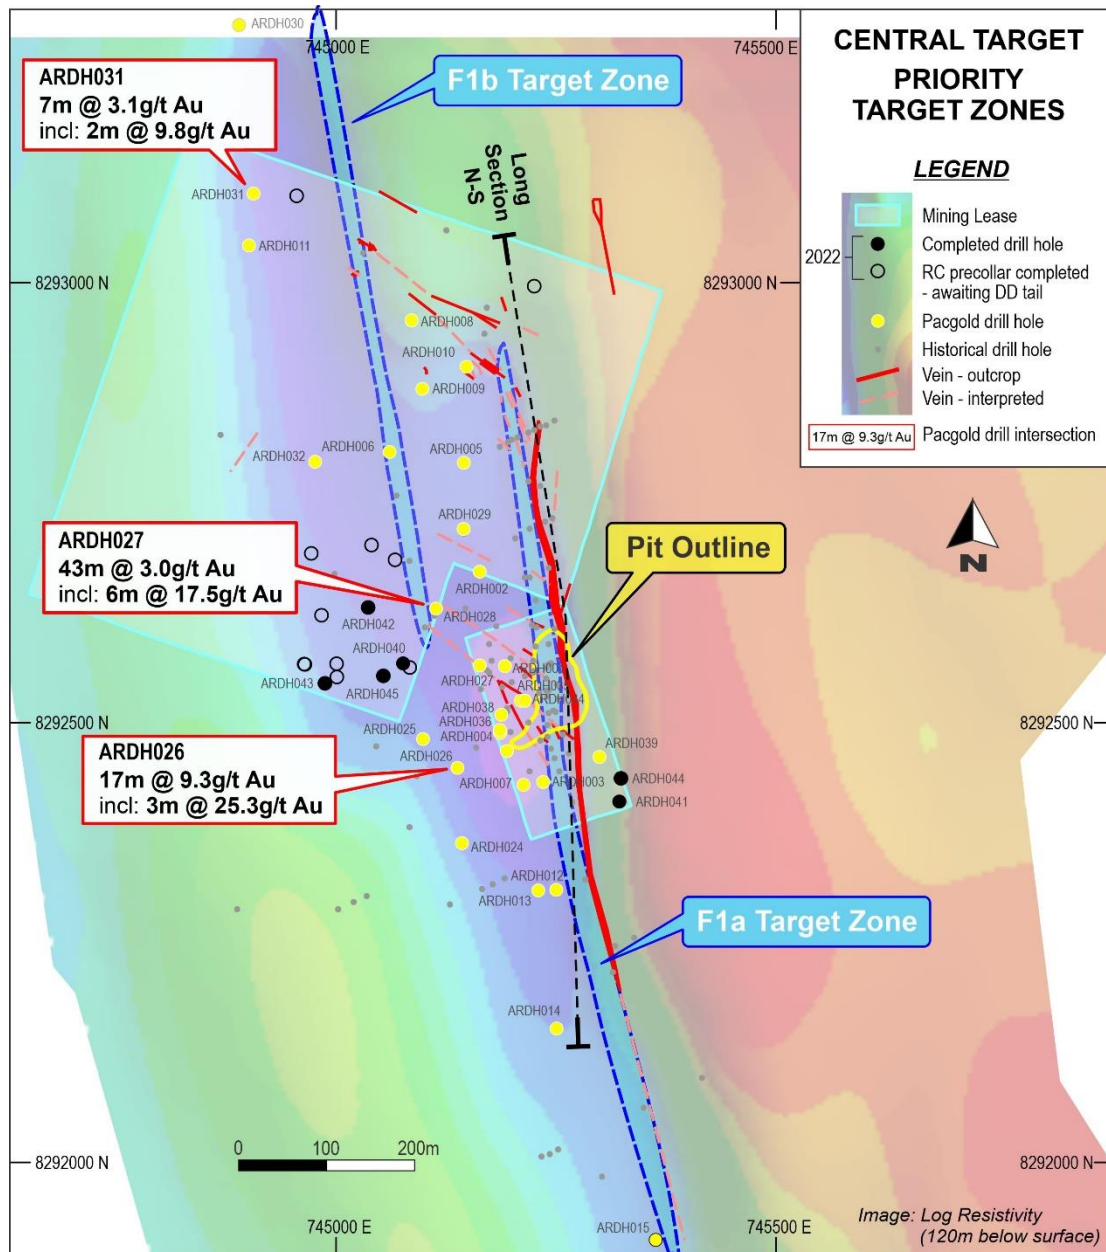 ARDH030
745000 E
745500 E
CENTRAL TARGET
PRIORITY
TARGET ZONES
LEGEND
Mining Lease
2022
Completed drill hole
RC precollar completed
- awaiting DD tail
Pacgold drill hole
Historical drill hole
Vein - outcrop
Vein - interpreted
17m @ 9.3g/t Au
Pacgold drill intersection
F1b Target Zone
ARDH031
7m @ 3.1g/t Au
incl: 2m @ 9.8g/t Au
Long
Section
N-S
ARDH031
ARDH011
8293000 N
8293000 N
ARDH008
ARDH010
ARDH009
ARDH006
ARDH032
ARDH005
ARDH029
N
Pit Outline
ARDH027
43m @ 3.0g/t Au
incl: 6m @ 17.5g/t Au
ARDH002
ARDH028
ARDH042
ARDH040
ARDH043
ARDH045
ARDH027
ARDH038
ARDH036
ARDH004
ARDH025
ARDH026
ARDH007
ARDH003
ARDH039
ARDH044
ARDH041
8292500 N
8292500 N
ARDH026
17m @ 9.3g/t Au
incl: 3m @ 25.3g/t Au
ARDH024
ARDH012
ARDH013
F1a Target Zone
ARDH014
0
100
200m
8292000 N
8292000 N
745000 E
745500 E
ARDH015
Image: Log Resistivity
(120m below surface)